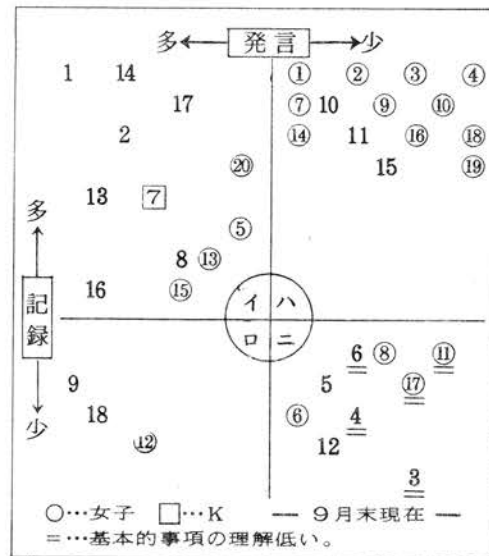 多 ← 発言 → 少
1 14 ① ② ③ ④
17 ⑦ 10 ⑨ ⑩
2 ⑭ 11 ⑯ ⑱
⑳ 15 ⑲
13 7
多
⑤
8 ⑬
16 ⑮
記録
イ ハ
ロ ニ
6 ⑧ ⑪
9 5 ⑰
少
18 ⑥ 4
⑫ 12
3
○…女子 □…K ― 9月末現在 ―
=…基本的事項の理解低い。